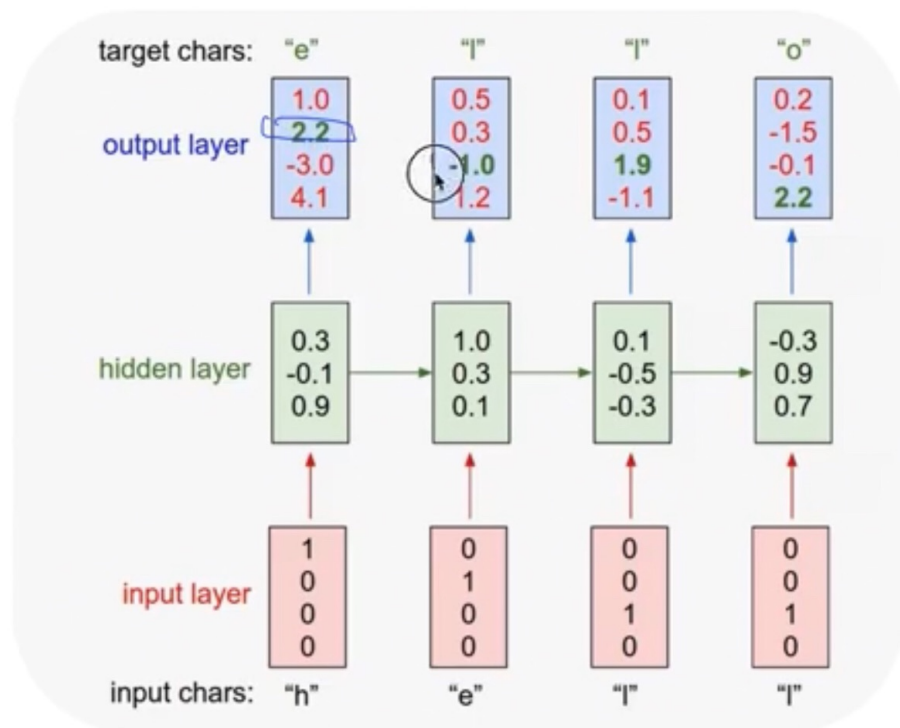 target chars: “e” “l” “l” “o”
1.0 0.5 0.1 0.2
2.2 0.3 0.5 -1.5
output layer
-3.0 -1.0 1.9 -0.1
4.1 1.2 -1.1 2.2
0.3 1.0 0.1 -0.3
hidden layer -0.1 0.3 -0.5 0.9
0.9 0.1 -0.3 0.7
1 0 0 0
0 1 0 0
input layer
0 0 1 1
0 0 0 0
input chars: “h” “e” “l” “l”